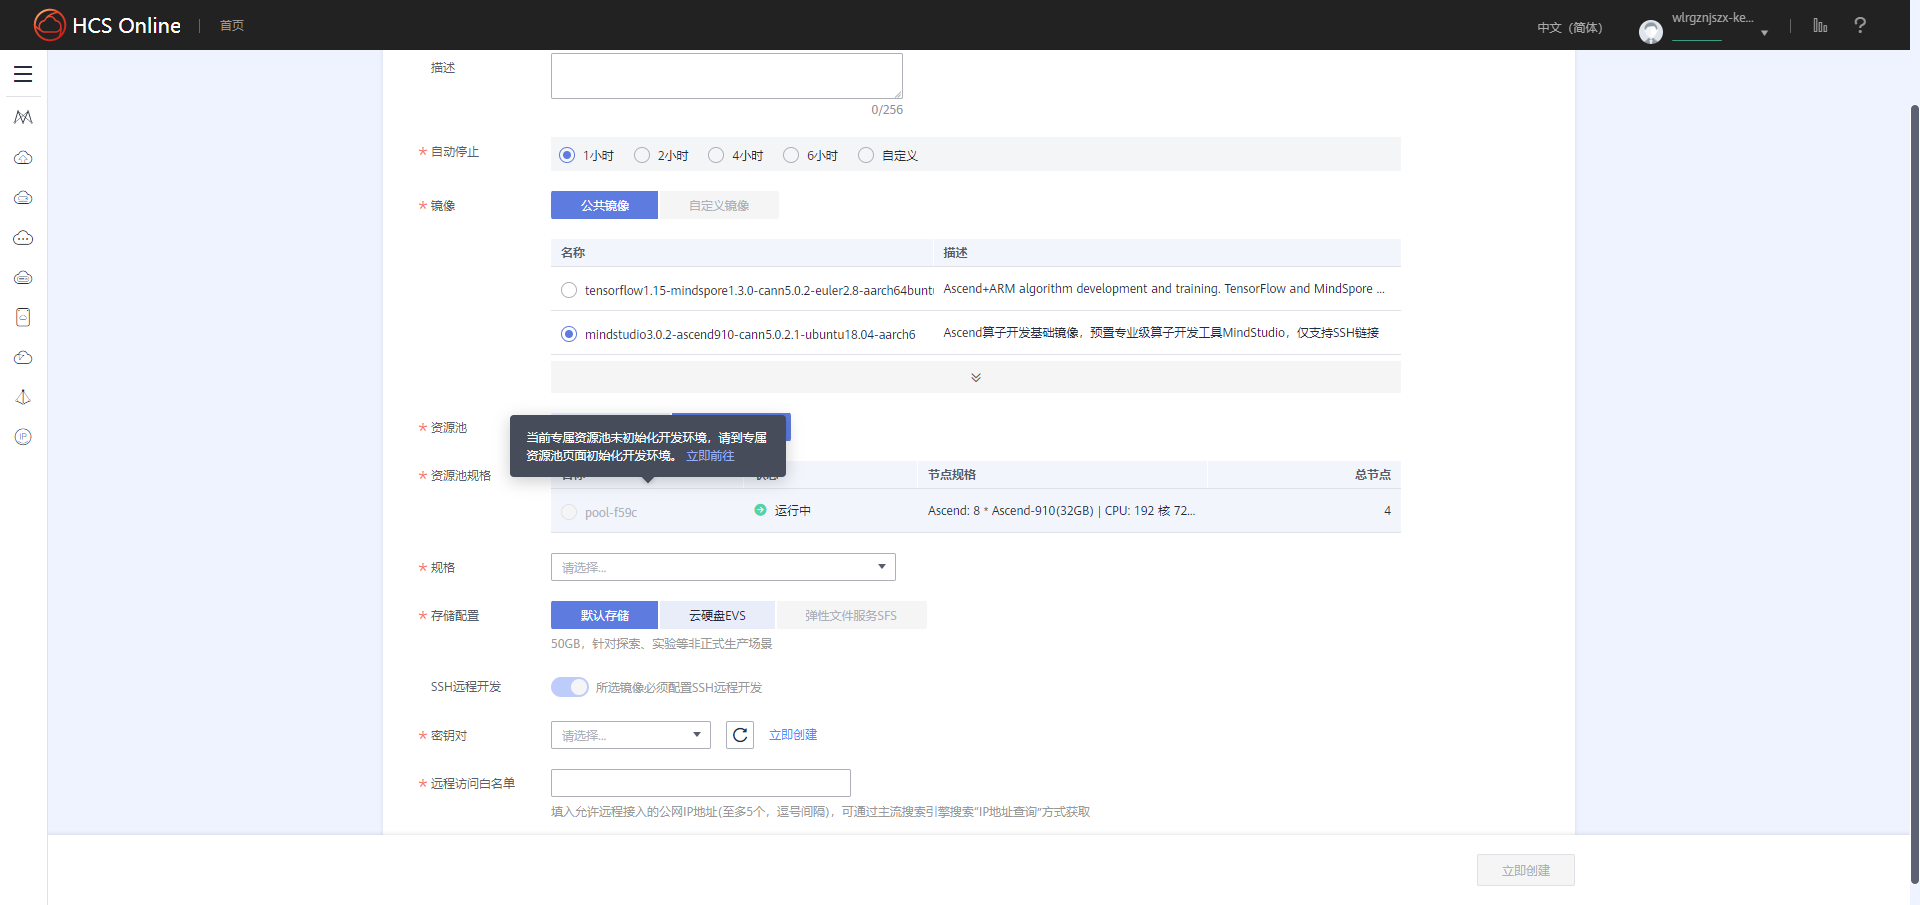 HCS Online
首页
中文（简体）
wlrgznjszx-ke...
描述
0/256
* 自动停止
1小时
2小时
4小时
6小时
自定义
* 镜像
公共镜像
自定义镜像
名称
描述
tensorflow1.15-mindspore1.3.0-cann5.0.2-euler2.8-aarch64bunt
Ascend+ARM algorithm development and training. TensorFlow and MindSpore ...
mindstudio3.0.2-ascend910-cann5.0.2.1-ubuntu18.04-aarch6
Ascend算子开发基础镜像，预置专业级算子开发工具MindStudio，仅支持SSH链接
* 资源池
当前专属资源池未初始化开发环境，请到专属
资源池页面初始化开发环境。 立即前往
* 资源池规格
节点规格
总节点
pool-f59c
运行中
Ascend: 8 * Ascend-910(32GB) | CPU: 192 核 72...
4
* 规格
请选择...
* 存储配置
默认存储
云硬盘EVS
弹性文件服务SFS
50GB，针对探索、实验等非正式生产场景
SSH远程开发
所选镜像必须配置SSH远程开发
* 密钥对
请选择...
立即创建
* 远程访问白名单
填入允许远程接入的公网IP地址(至多5个，逗号间隔)，可通过主流搜索引擎搜索"IP地址查询"方式获取
立即创建